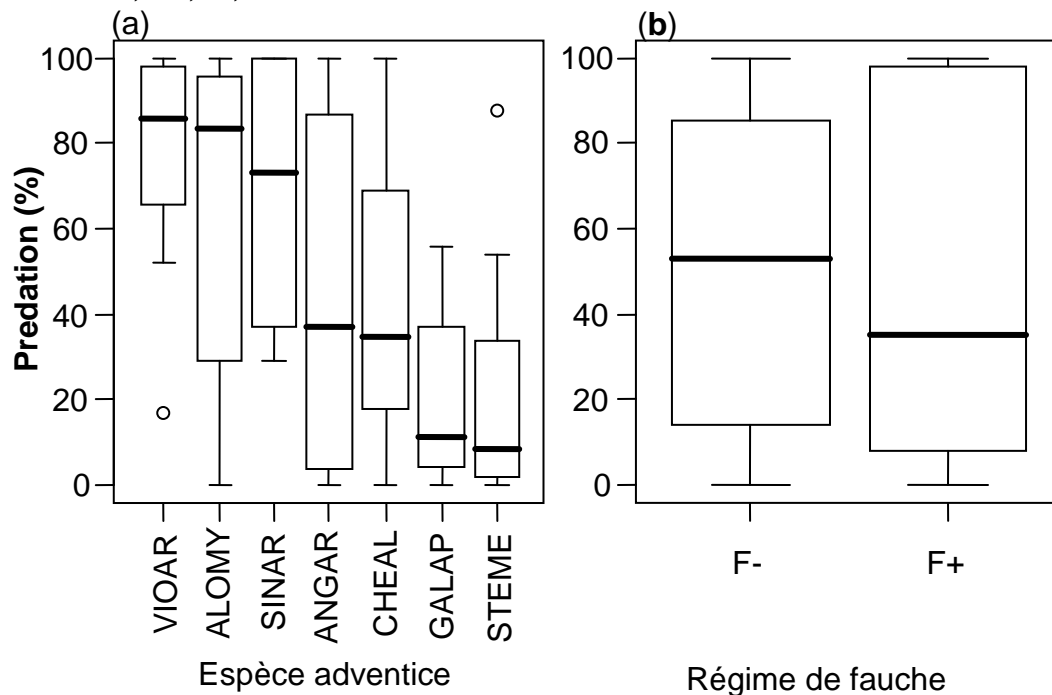 (a)
Predation (%)
100
80
60
40
20
0
VIOAR
ALOMY
SINAR
ANGAR
CHEAL
GALAP
STEME
Espèce adventice
(b)
100
80
60
40
20
0
F-
F+
Régime de fauche